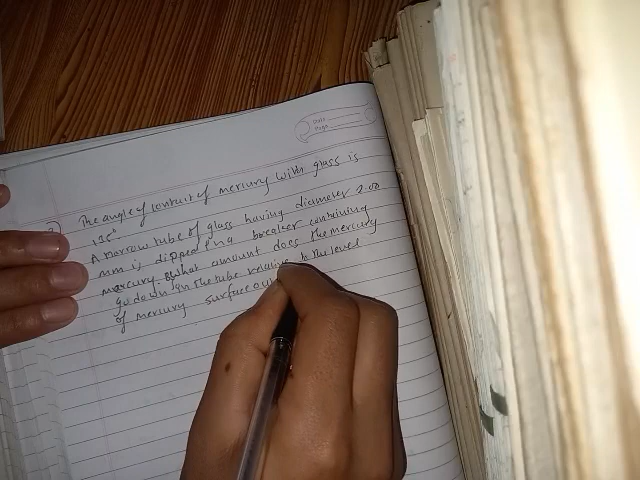 Date
Page
The angle of contact of mercury with glass is
135°
A narrow tube of glass having diameter 2.00
mm is dipped in a breaker containing
mercury. What amount does the mercury
go down in the tube relative to the level
of mercury surface out